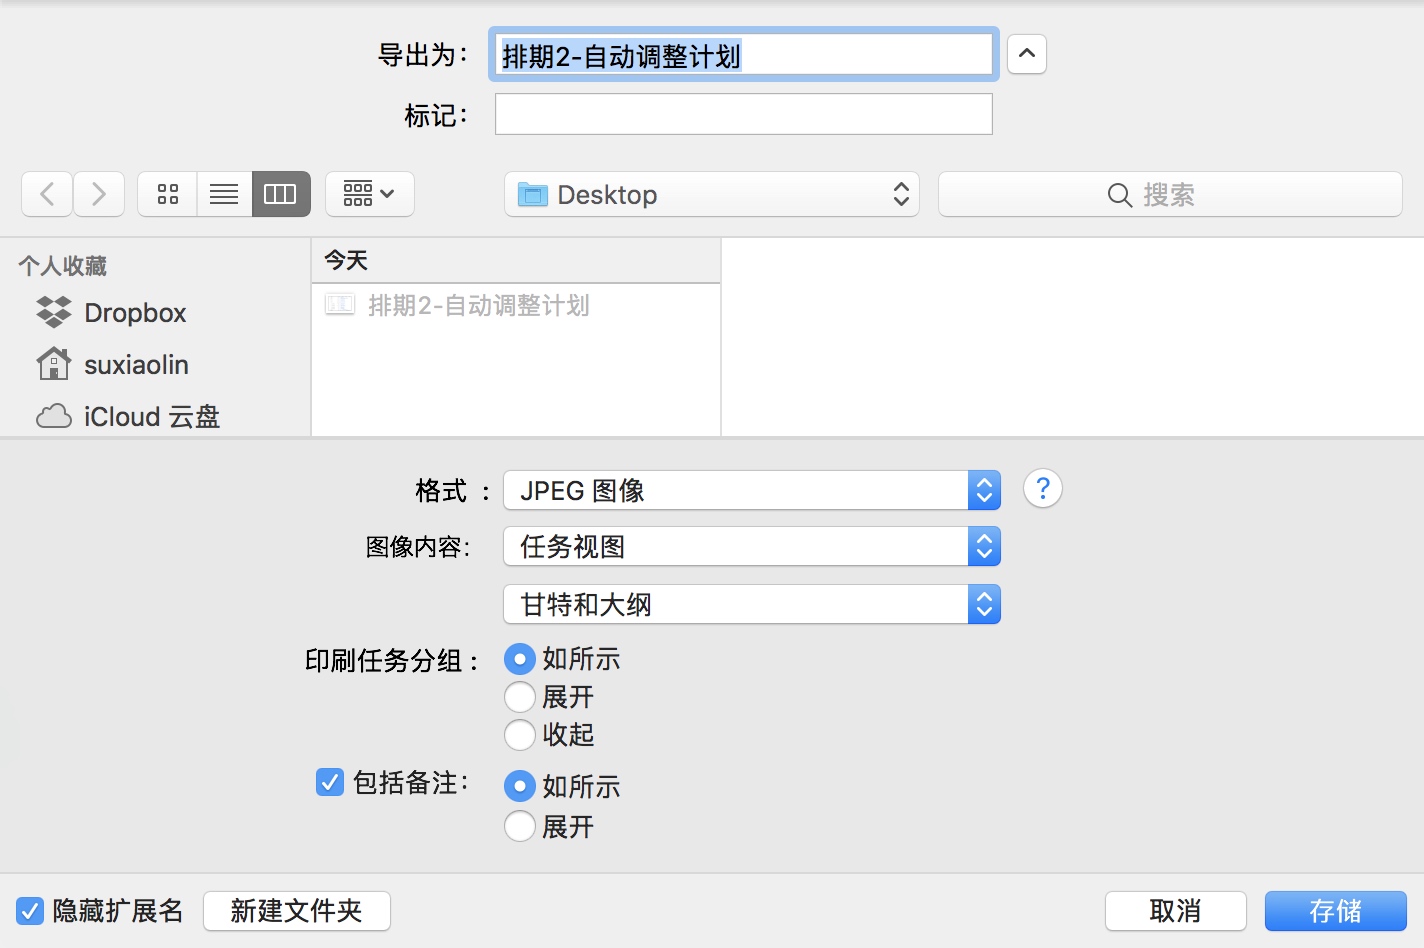 导出为：
排期2-自动调整计划
标记：
Desktop
搜索
个人收藏
Dropbox
suxiaolin
iCloud 云盘
今天
排期2-自动调整计划
格式 ：
JPEG 图像
?
图像内容：
任务视图
甘特和大纲
印刷任务分组：
如所示
展开
收起
包括备注：
如所示
展开
隐藏扩展名
新建文件夹
取消
存储